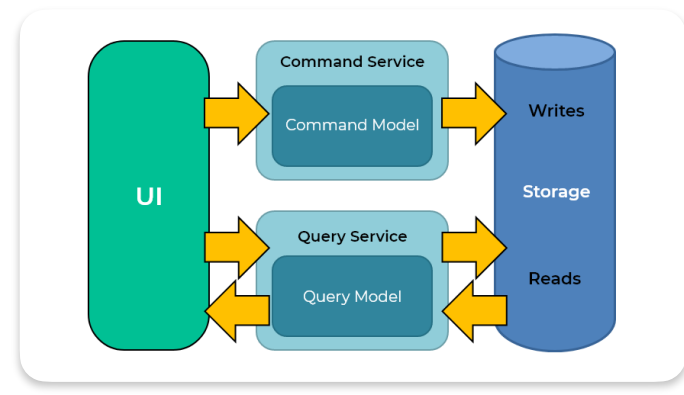 UI
Command Service
Command Model
Query Service
Query Model
Writes
Storage
Reads